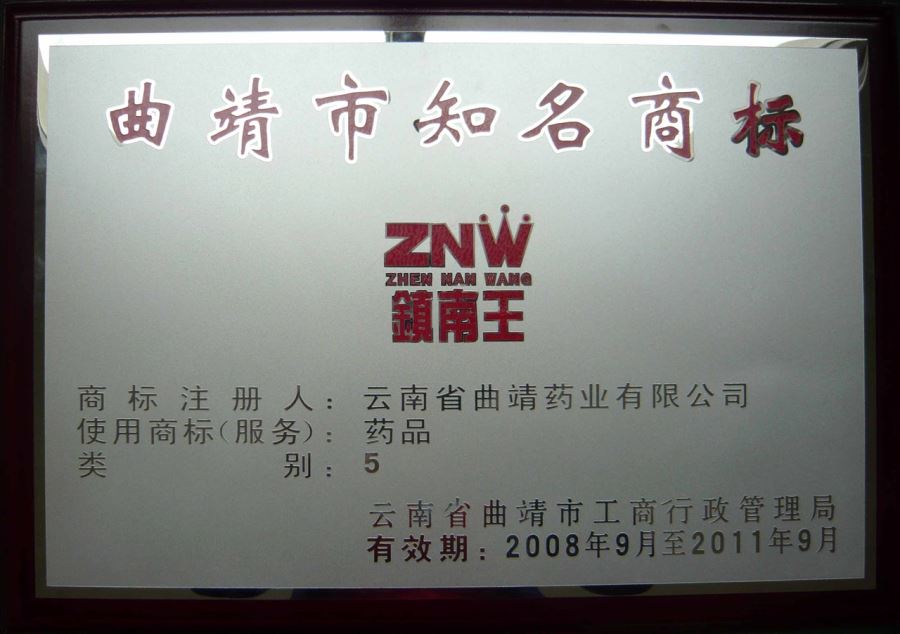 曲靖市知名商标
ZNW
ZHEN NAN WANG
鎮南王
商标注册人：云南省曲靖药业有限公司
使用商标(服务)：药品
类别：5
云南省曲靖市工商行政管理局
有效期：2008年9月至2011年9月